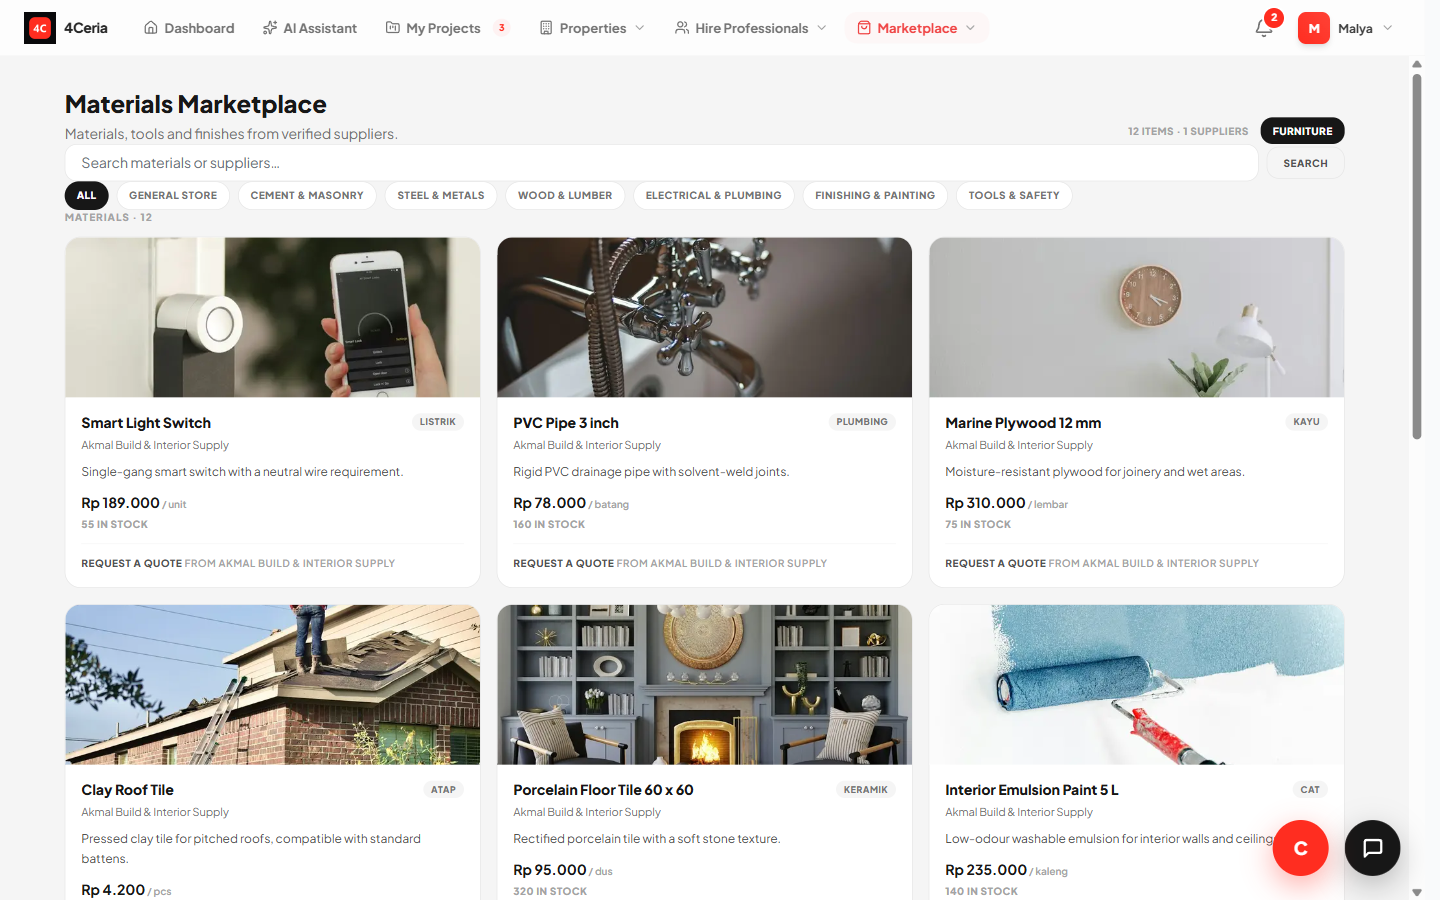 4C 4Ceria Dashboard AI Assistant My Projects 3 Properties Hire Professionals Marketplace 2 M Malya
Materials Marketplace
Materials, tools and finishes from verified suppliers.
12 ITEMS · 1 SUPPLIERS FURNITURE
Search materials or suppliers... SEARCH
ALL GENERAL STORE CEMENT & MASONRY STEEL & METALS WOOD & LUMBER ELECTRICAL & PLUMBING FINISHING & PAINTING TOOLS & SAFETY
MATERIALS · 12
Smart Light Switch LISTRIK
Akmal Build & Interior Supply
Single-gang smart switch with a neutral wire requirement.
Rp 189.000 / unit
55 IN STOCK
REQUEST A QUOTE FROM AKMAL BUILD & INTERIOR SUPPLY
PVC Pipe 3 inch PLUMBING
Akmal Build & Interior Supply
Rigid PVC drainage pipe with solvent-weld joints.
Rp 78.000 / batang
160 IN STOCK
REQUEST A QUOTE FROM AKMAL BUILD & INTERIOR SUPPLY
Marine Plywood 12 mm KAYU
Akmal Build & Interior Supply
Moisture-resistant plywood for joinery and wet areas.
Rp 310.000 / lembar
75 IN STOCK
REQUEST A QUOTE FROM AKMAL BUILD & INTERIOR SUPPLY
Clay Roof Tile ATAP
Akmal Build & Interior Supply
Pressed clay tile for pitched roofs, compatible with standard
battens.
Rp 4.200 / pcs
Porcelain Floor Tile 60 x 60 KERAMIK
Akmal Build & Interior Supply
Rectified porcelain tile with a soft stone texture.
Rp 95.000 / dus
320 IN STOCK
Interior Emulsion Paint 5 L CAT
Akmal Build & Interior Supply
Low-odour washable emulsion for interior walls and ceiling
Rp 235.000 / kaleng
140 IN STOCK
C